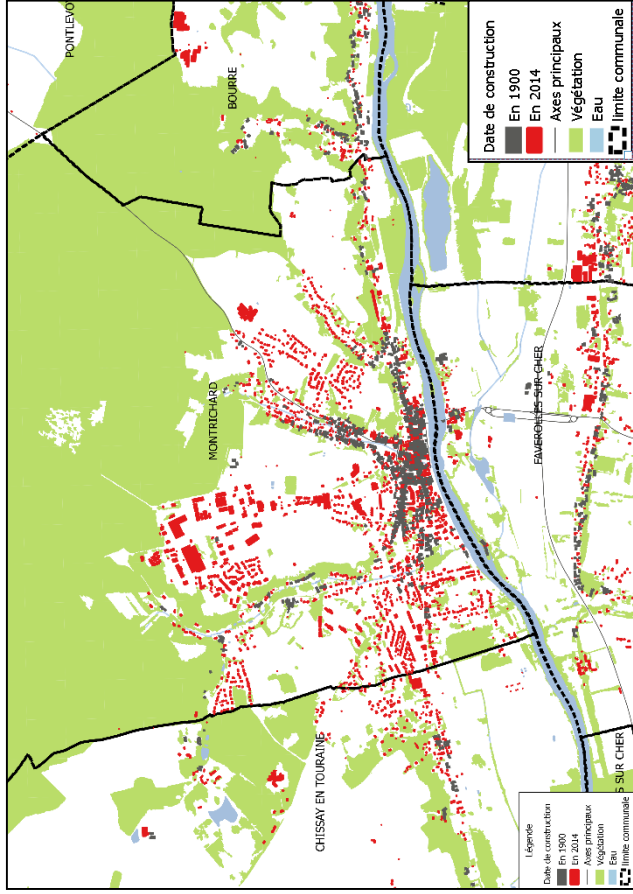 PONTLEVOY
BOURRE
MONTRICHARD
CHISSAY EN TOURAINE
FAVEROLLES SUR CHER
S SUR CHER
Date de construction
En 1900
En 2014
Axes principaux
Végétation
Eau
limite communale
Légende
Date de construction
En 1900
En 2014
Axes principaux
Végétation
Eau
limite communale